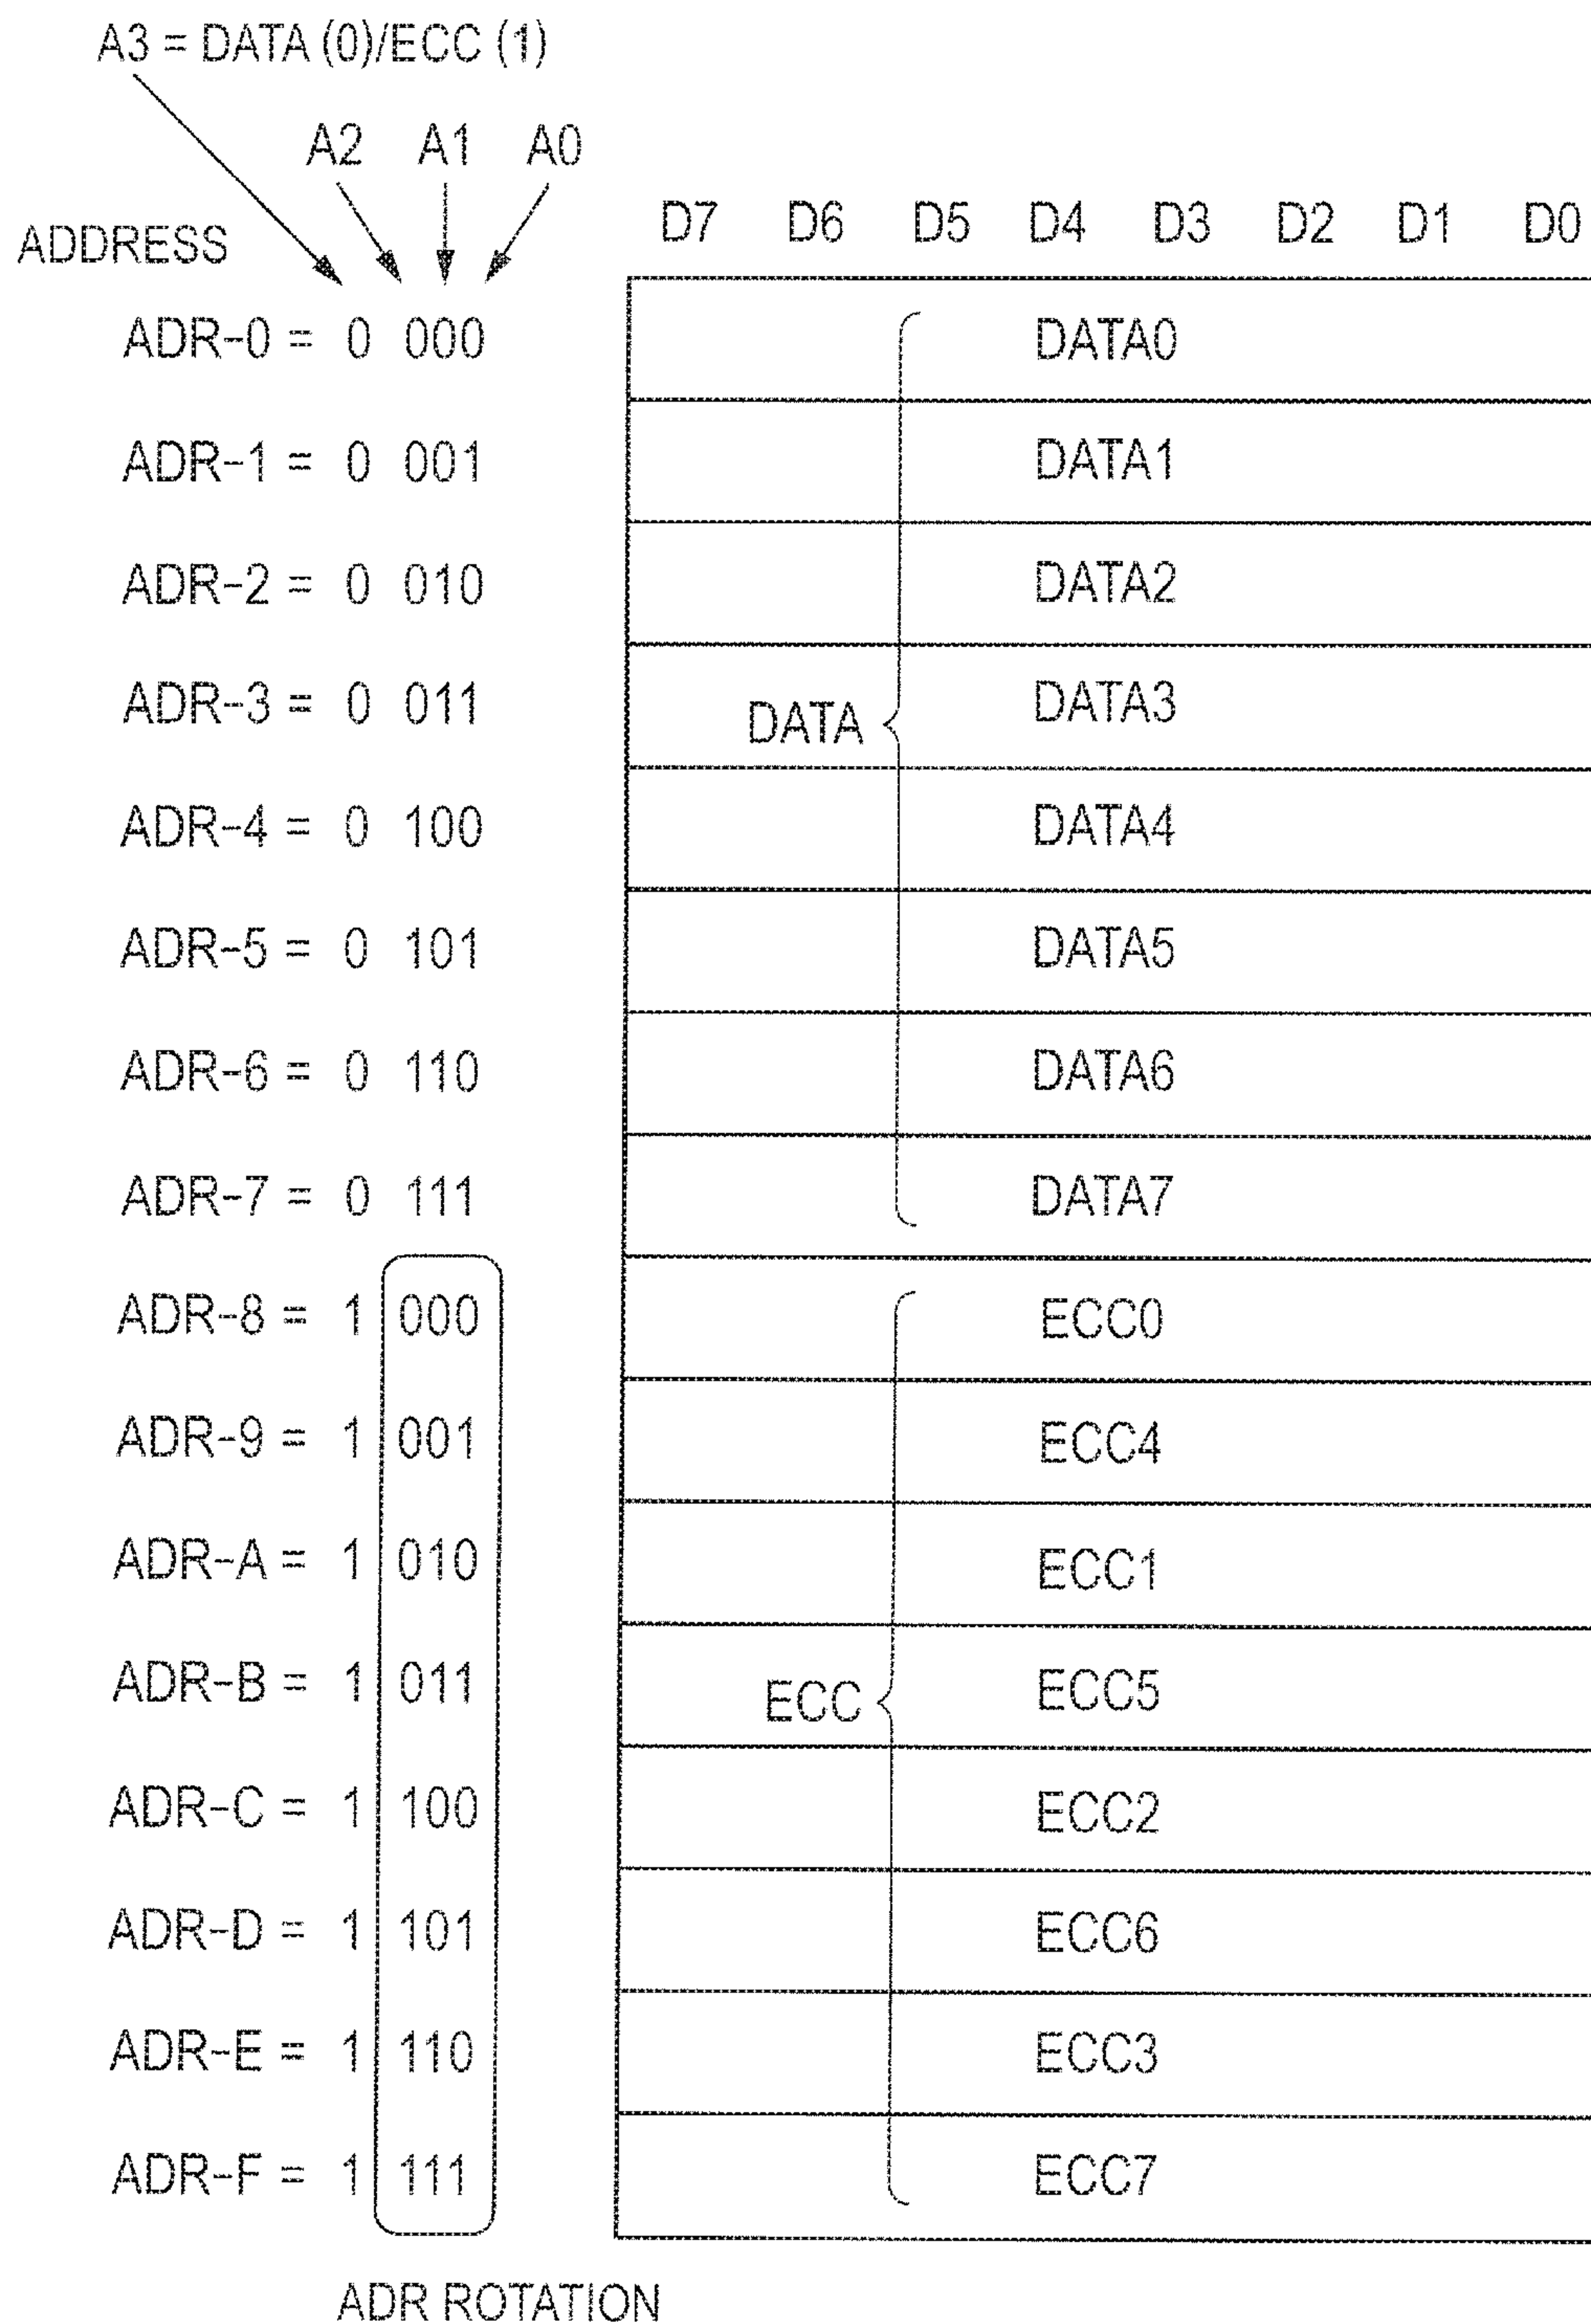 A3 = DATA (0)/ECC (1)
A2 A1 A0
ADDRESS D7 D6 D5 D4 D3 D2 D1 D0
ADR-0 = 0 000 DATA0
ADR-1 = 0 001 DATA1
ADR-2 = 0 010 DATA2
ADR-3 = 0 011 DATA DATA3
ADR-4 = 0 100 DATA4
ADR-5 = 0 101 DATA5
ADR-6 = 0 110 DATA6
ADR-7 = 0 111 DATA7
ADR-8 = 1 000 ECC0
ADR-9 = 1 001 ECC4
ADR-A = 1 010 ECC1
ADR-B = 1 011 ECC ECC5
ADR-C = 1 100 ECC2
ADR-D = 1 101 ECC6
ADR-E = 1 110 ECC3
ADR-F = 1 111 ECC7
ADR ROTATION